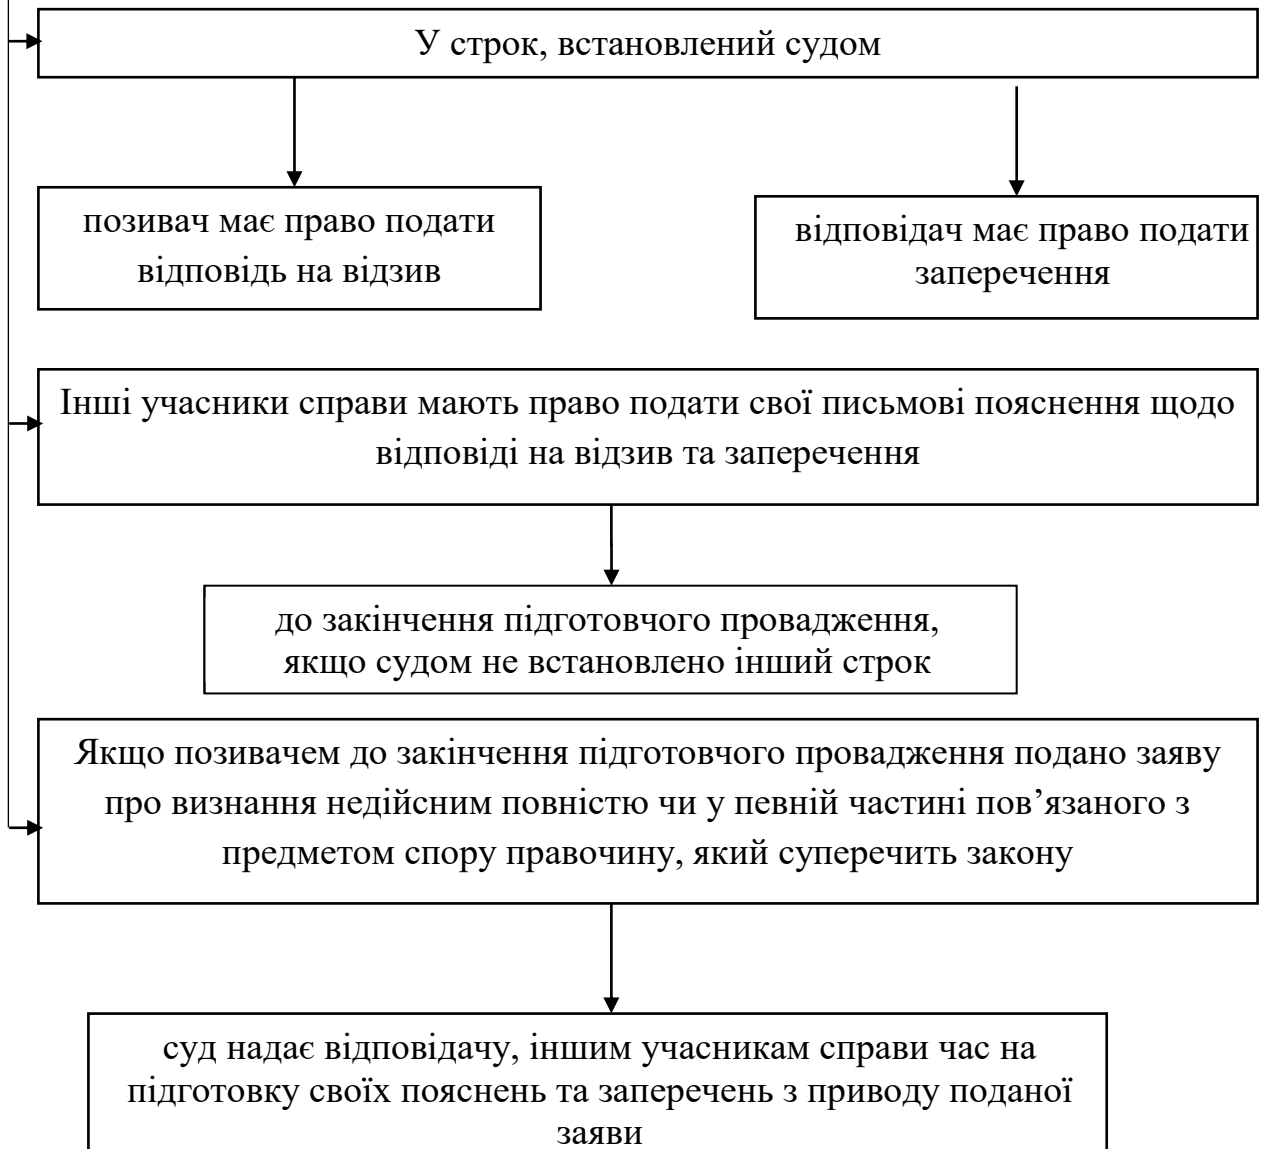 У строк, встановлений судом
позивач має право подати
відповідь на відзив
відповідач має право подати
заперечення
Інші учасники справи мають право подати свої письмові пояснення щодо
відповіді на відзив та заперечення
до закінчення підготовчого провадження,
якщо судом не встановлено інший строк
Якщо позивачем до закінчення підготовчого провадження подано заяву
про визнання недійсним повністю чи у певній частині пов’язаного з
предметом спору правочину, який суперечить закону
суд надає відповідачу, іншим учасникам справи час на
підготовку своїх пояснень та заперечень з приводу поданої
заяви